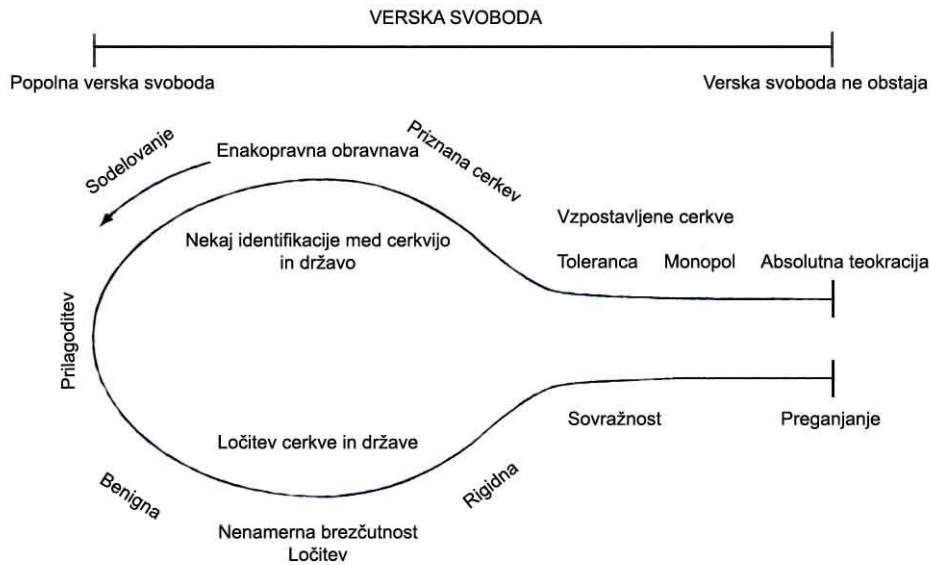 VERSKA SVOBODA
Popolna verska svoboda
Verska svoboda ne obstaja
Sodelovanje
Enakopravna obravnava
Priznana cerkev
Vzpostavljene cerkve
Nekaj identifikacije med cerkvijo
in državo
Toleranca
Monopol
Absolutna teokracija
Prilagoditev
Sovražnost
Preganjanje
Ločitev cerkve in države
Benigna
Rigidna
Nenamerna brezčutnost
Ločitev